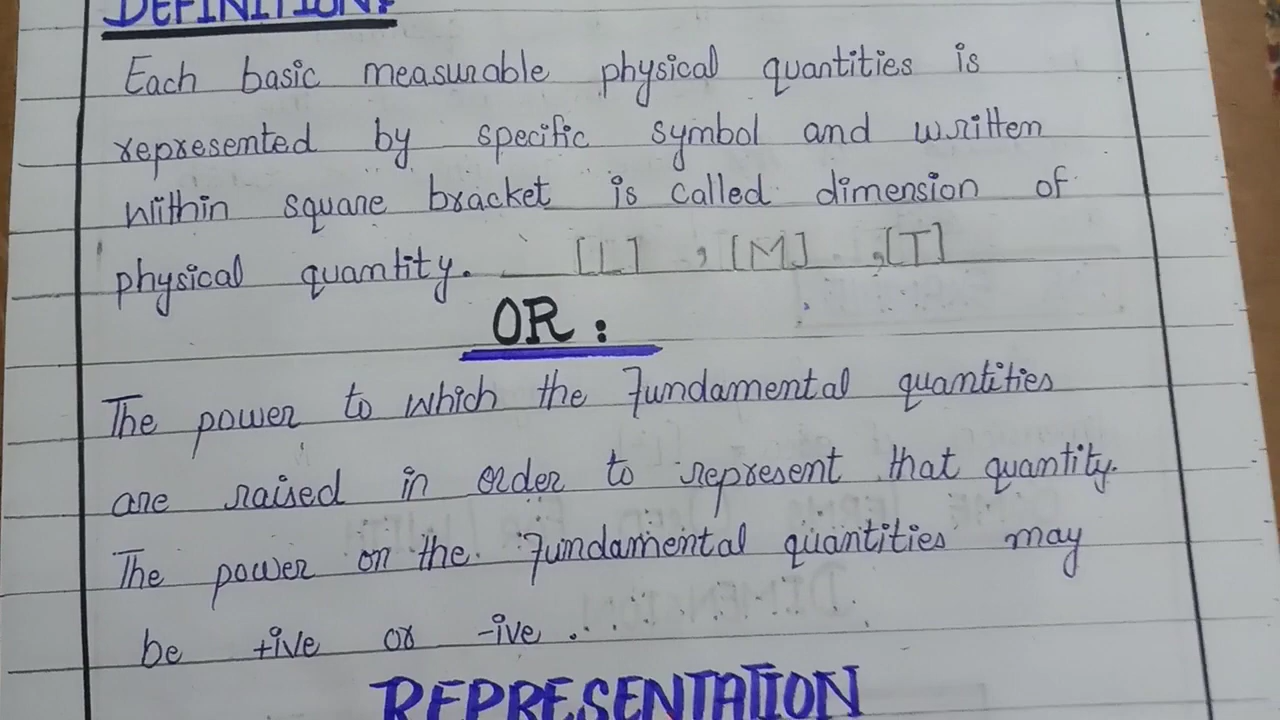 DEFINITION:
Each basic measurable physical quantities is
represented by specific symbol and written
within square bracket is called dimension of
physical quantity. [L] , [M] , [T]
OR :
The power to which the fundamental quantities
are raised in order to represent that quantity.
The power on the fundamental quantities may
be +ive or -ive .
REPRESENTATION